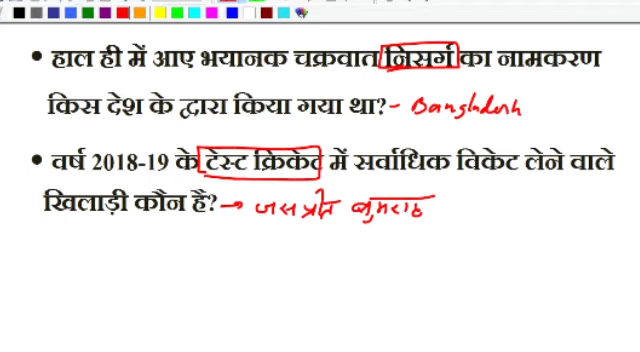 • हाल ही में आए भयानक चक्रवात निसर्ग का नामकरण
किस देश के द्वारा किया गया था? - Bangladesh
• वर्ष 2018-19 के टेस्ट क्रिकेट में सर्वाधिक विकेट लेने वाले
खिलाड़ी कौन है? → जसप्रीत बुमराह